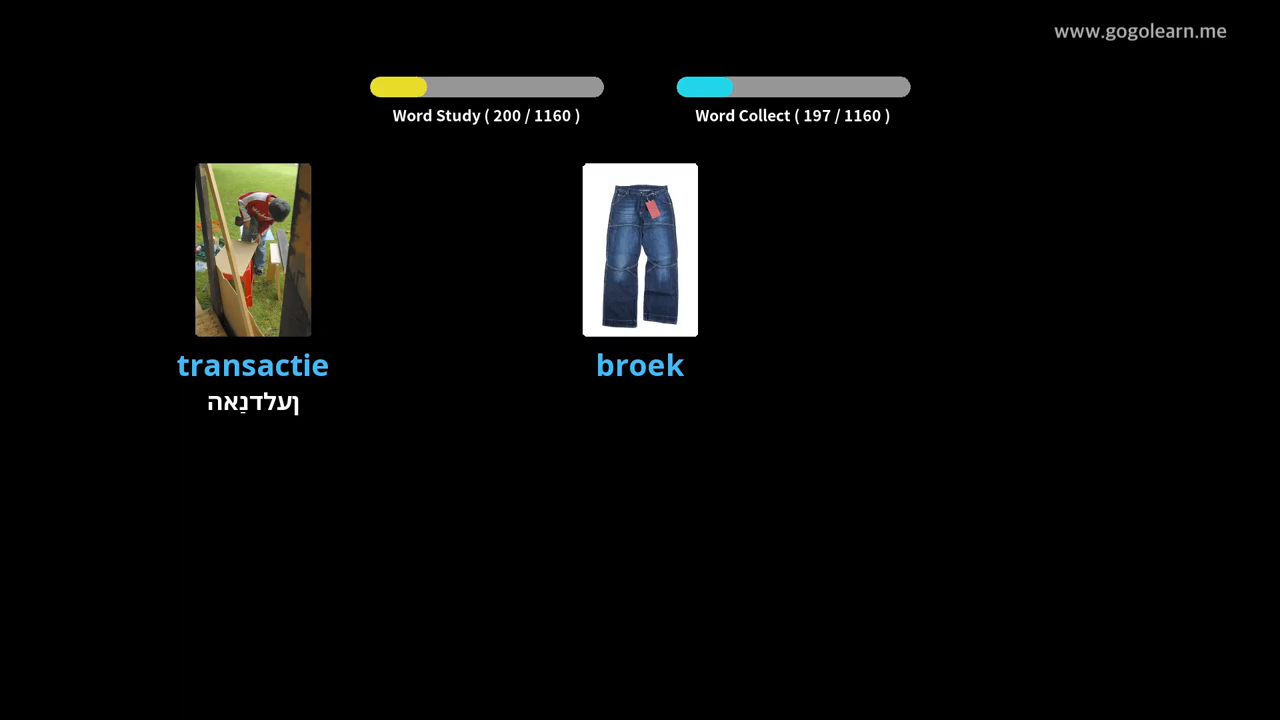 www.gogolearn.me
Word Study ( 200 / 1160 )
Word Collect ( 197 / 1160 )
transactie
ןעלדנַאה
broek